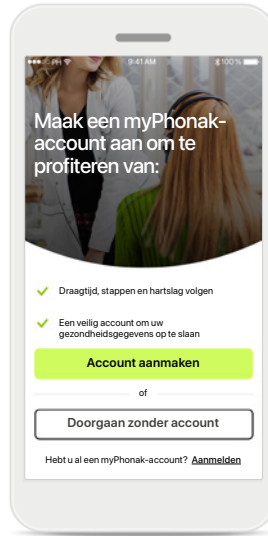 PH 9:41 AM 100%
Maak een myPhonak-
account aan om te
profiteren van:
Draagtijd, stappen en hartslag volgen
Een veilig account om uw
gezondheidsgegevens op te slaan
Account aanmaken
of
Doorgaan zonder account
Hebt u al een myPhonak-account? Aanmelden